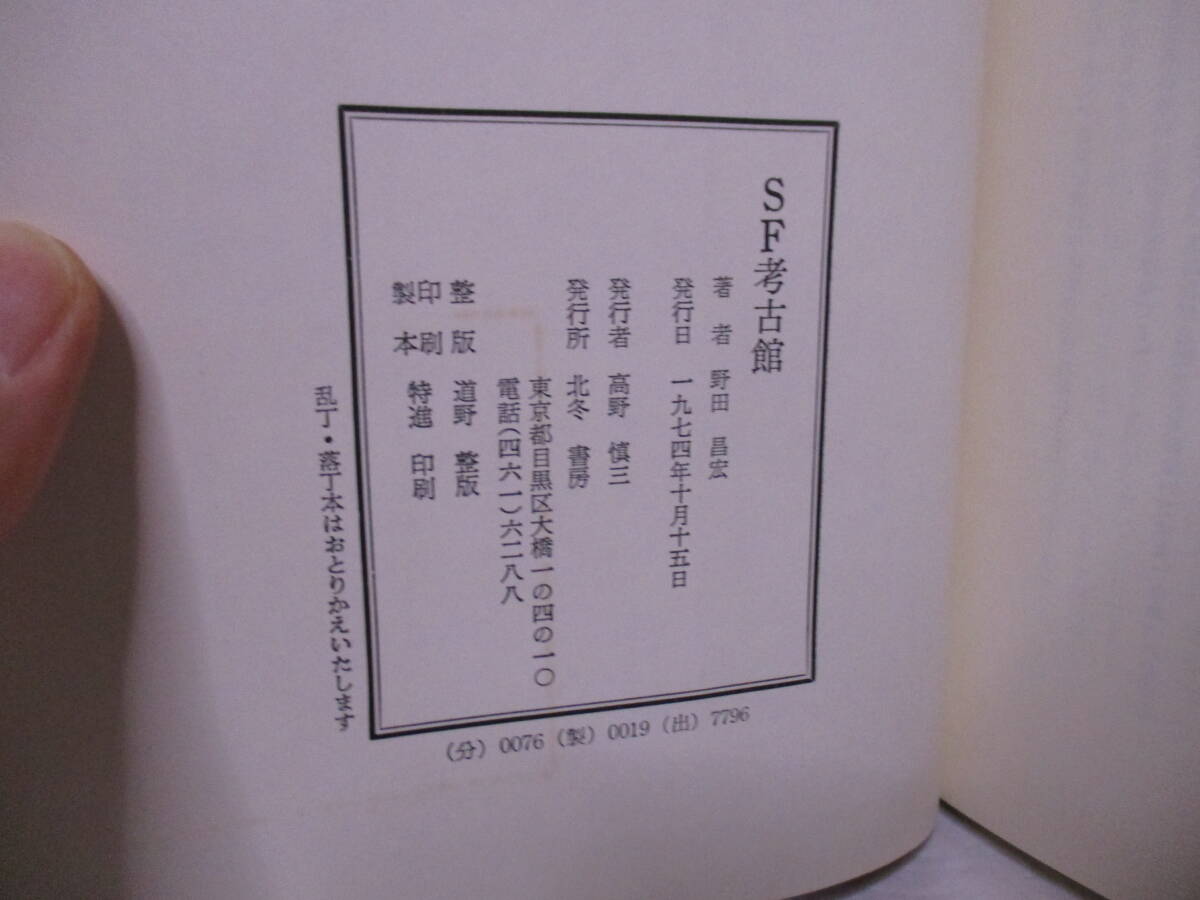 SF考古館
著者 野田 昌宏
発行日 一九七四年十月十五日
発行者 高野 慎三
発行所 北冬 書房
東京都目黒区大橋一の四の一〇
電話(四六一)六二八八
整版 道野 整版
印刷
製本 特進 印刷
乱丁・落丁本はおとりかえいたします
(分) 0076 (製) 0019 (出) 7796